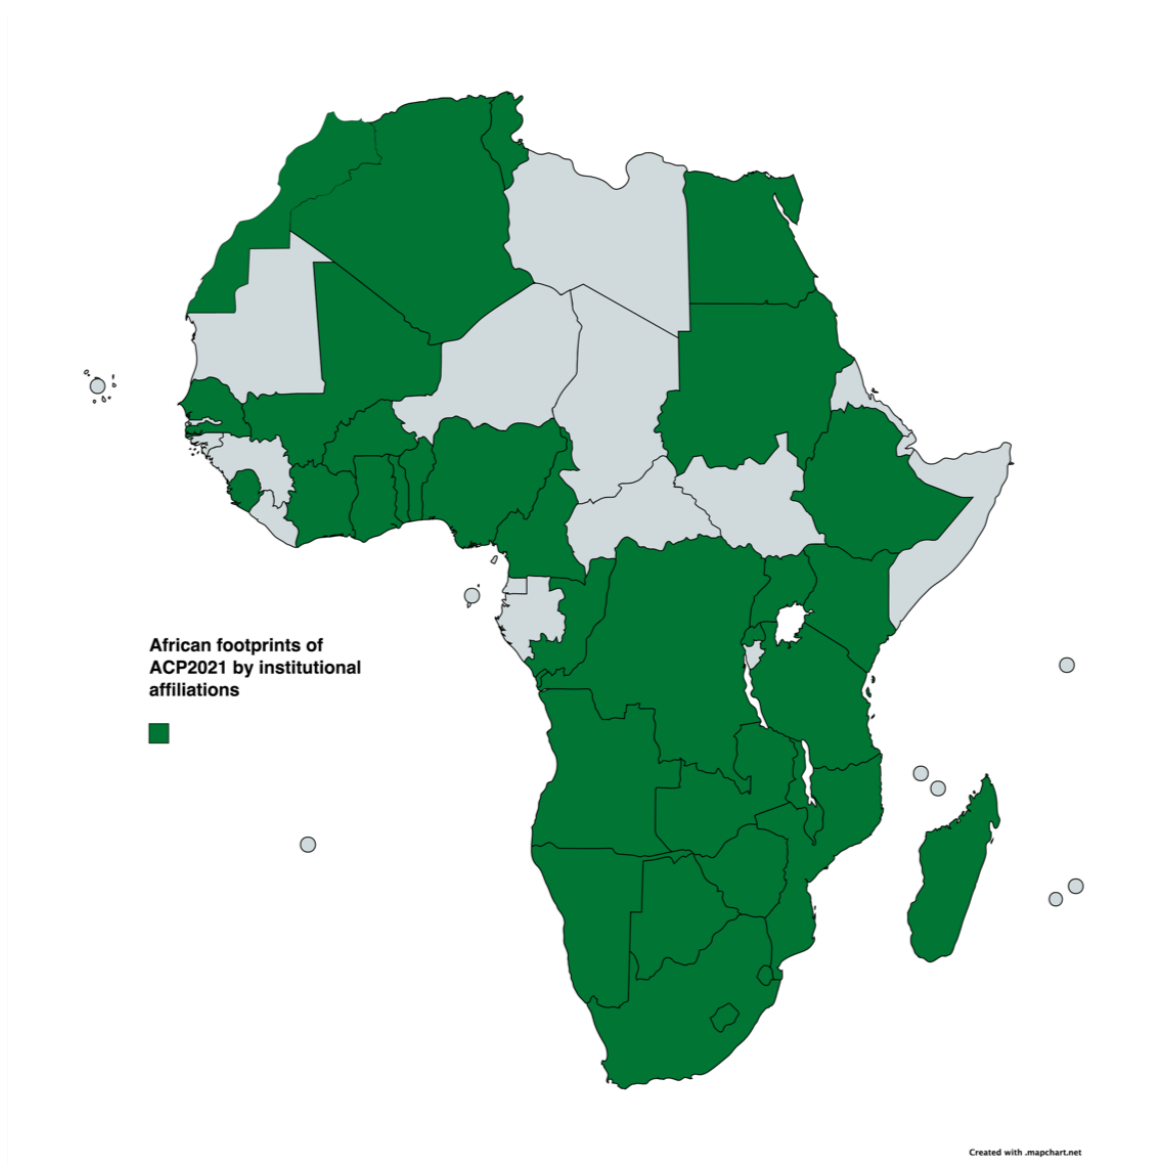 African footprints of
ACP2021 by institutional
affiliations
Created with .mapchart.net